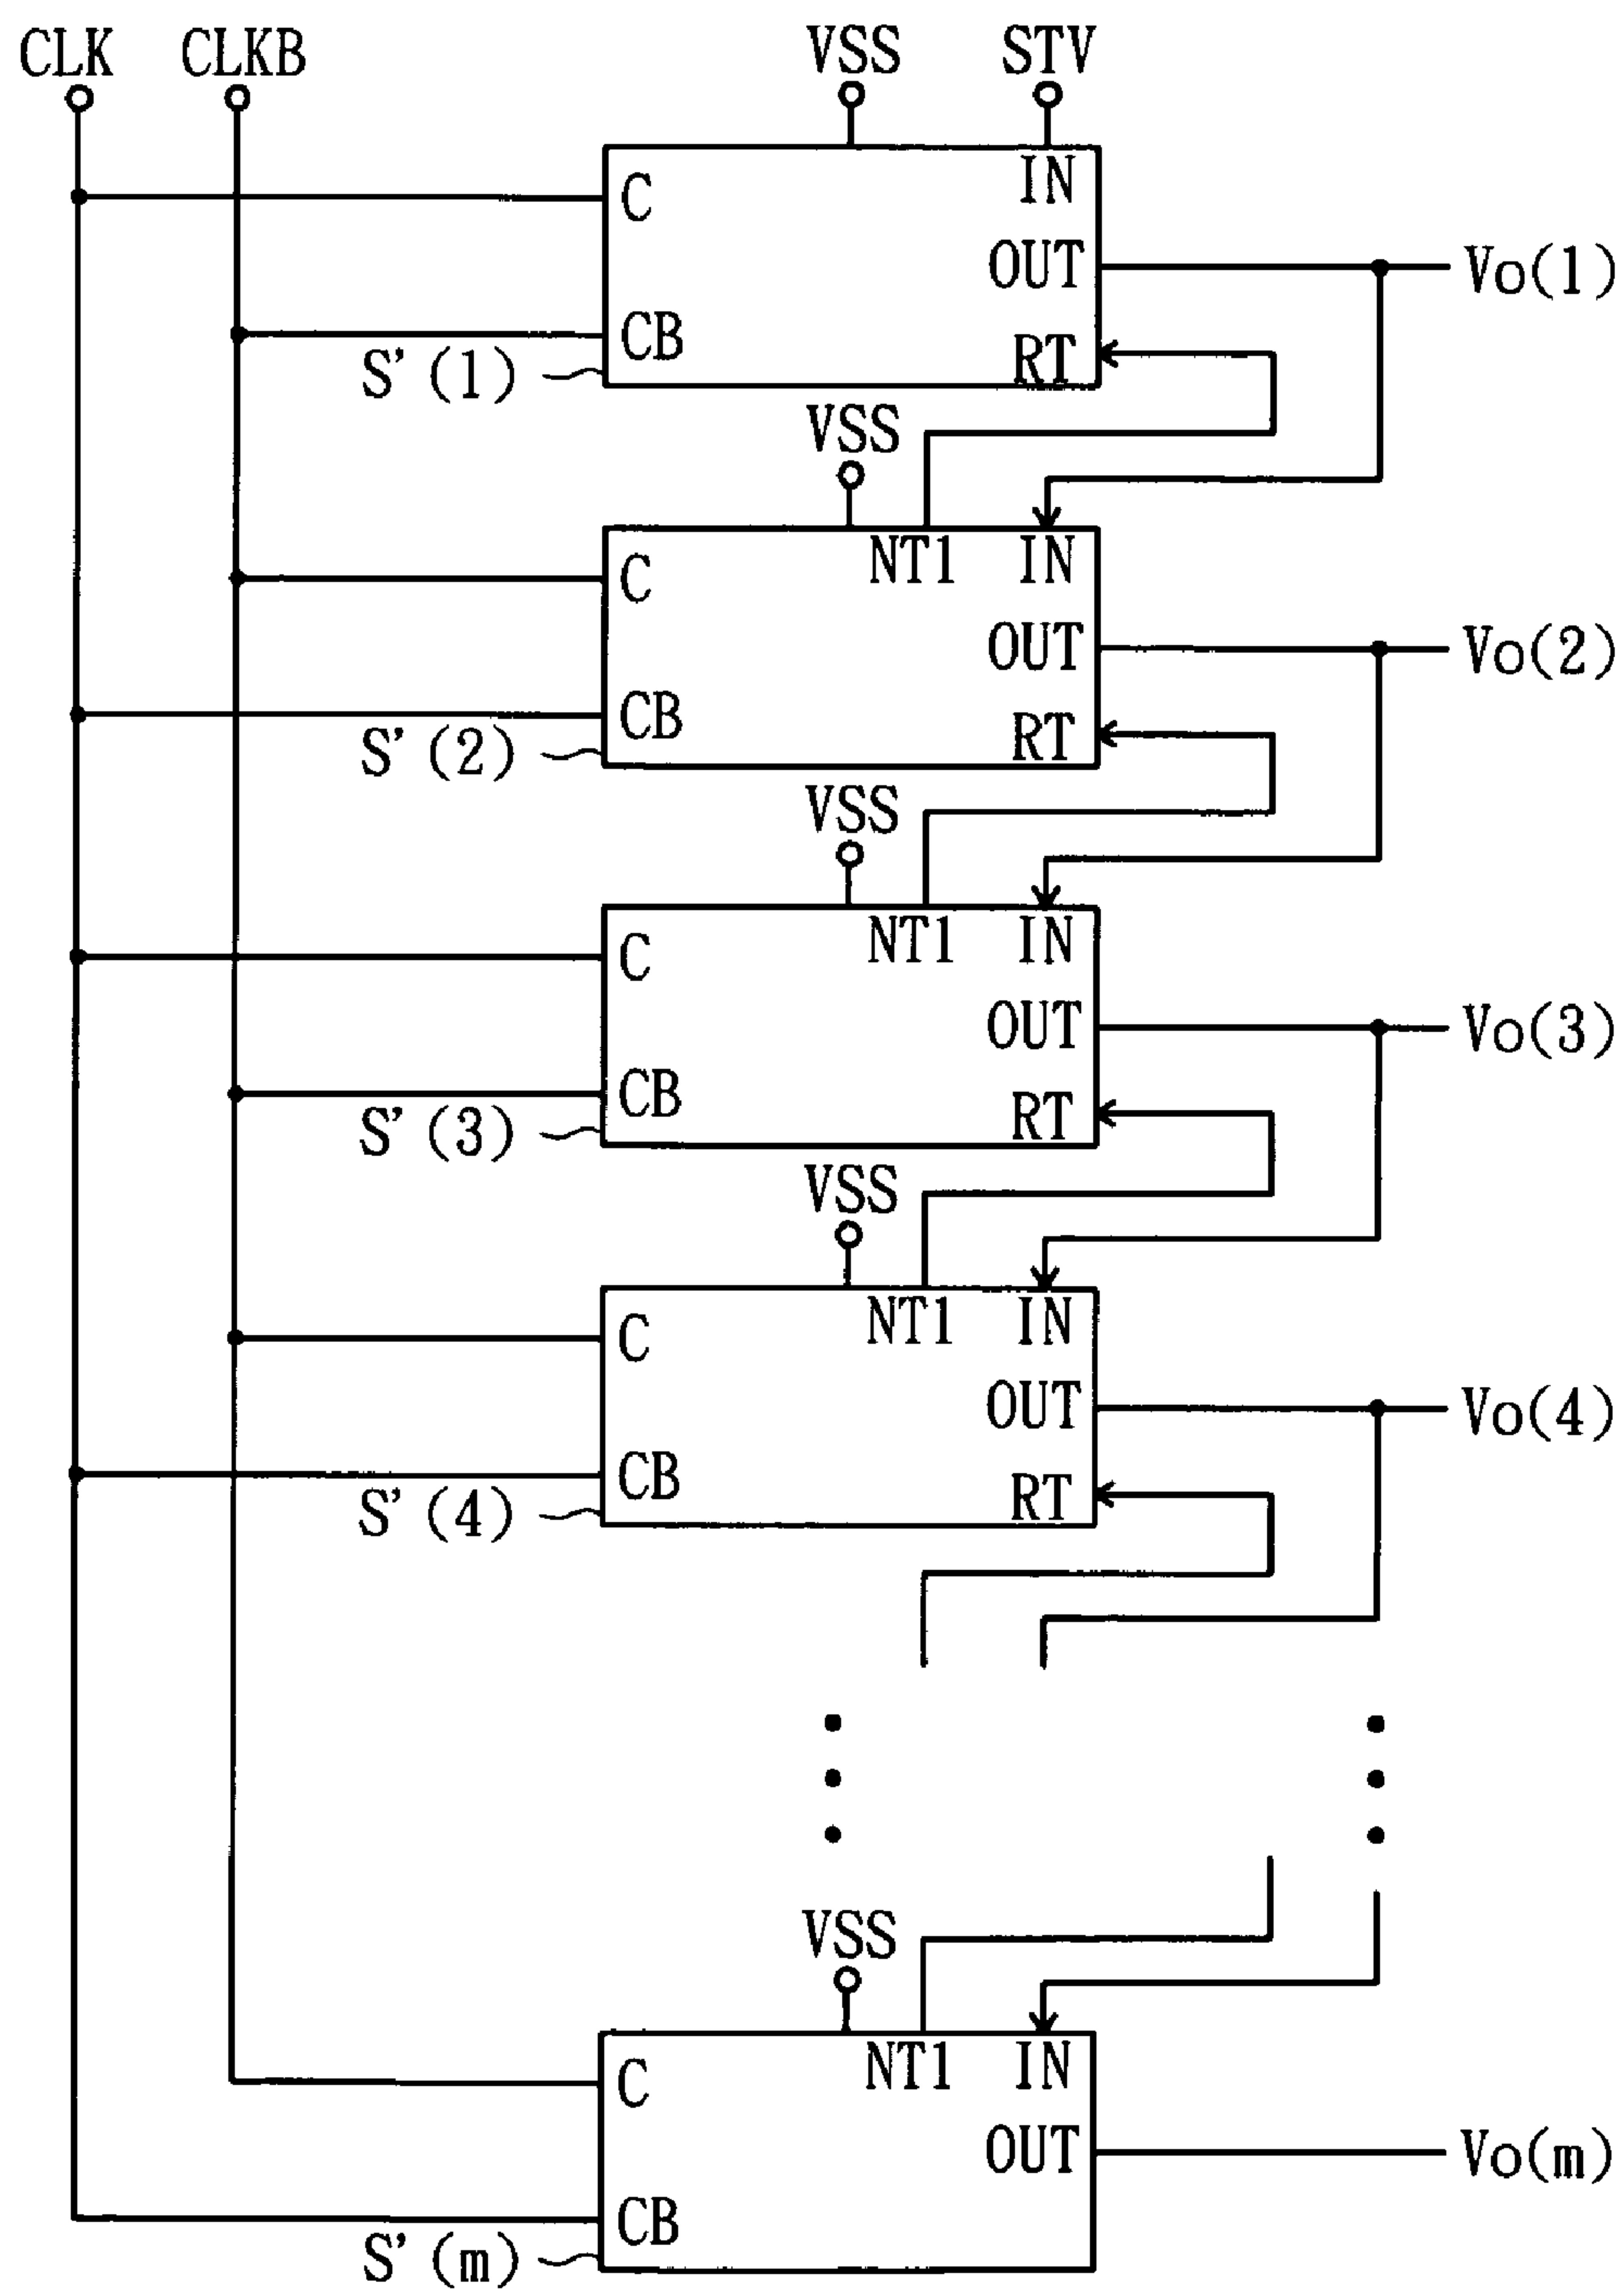 CLK CLKB VSS STV
C IN
OUT Vo(1)
CB RT
S'(1)
VSS
C NT1 IN
OUT Vo(2)
CB RT
S'(2)
VSS
C NT1 IN
OUT Vo(3)
CB RT
S'(3)
VSS
C NT1 IN
OUT Vo(4)
CB RT
S'(4)
VSS
C NT1 IN
OUT Vo(m)
CB
S'(m)